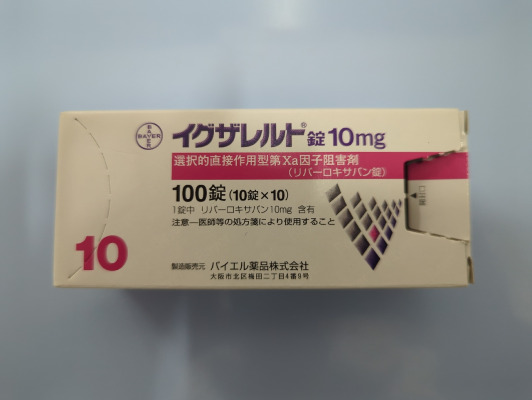 BAYER
BAYER
イグザレルト®錠10mg
選択的直接作用型第Xa因子阻害剤
(リバーロキサバン錠)
100錠(10錠×10)
1錠中 リバーロキサバン10mg 含有
注意―医師等の処方箋により使用すること
10
製造販売元 バイエル薬品株式会社
大阪市北区梅田二丁目4番9号